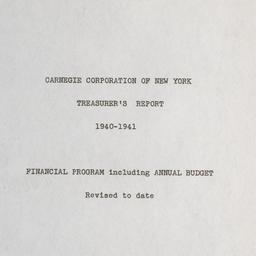 CARNEGIE CORPORATION OF NEW YORK
TREASURER'S REPORT
1940-1941
FINANCIAL PROGRAM including ANNUAL BUDGET
Revised to date